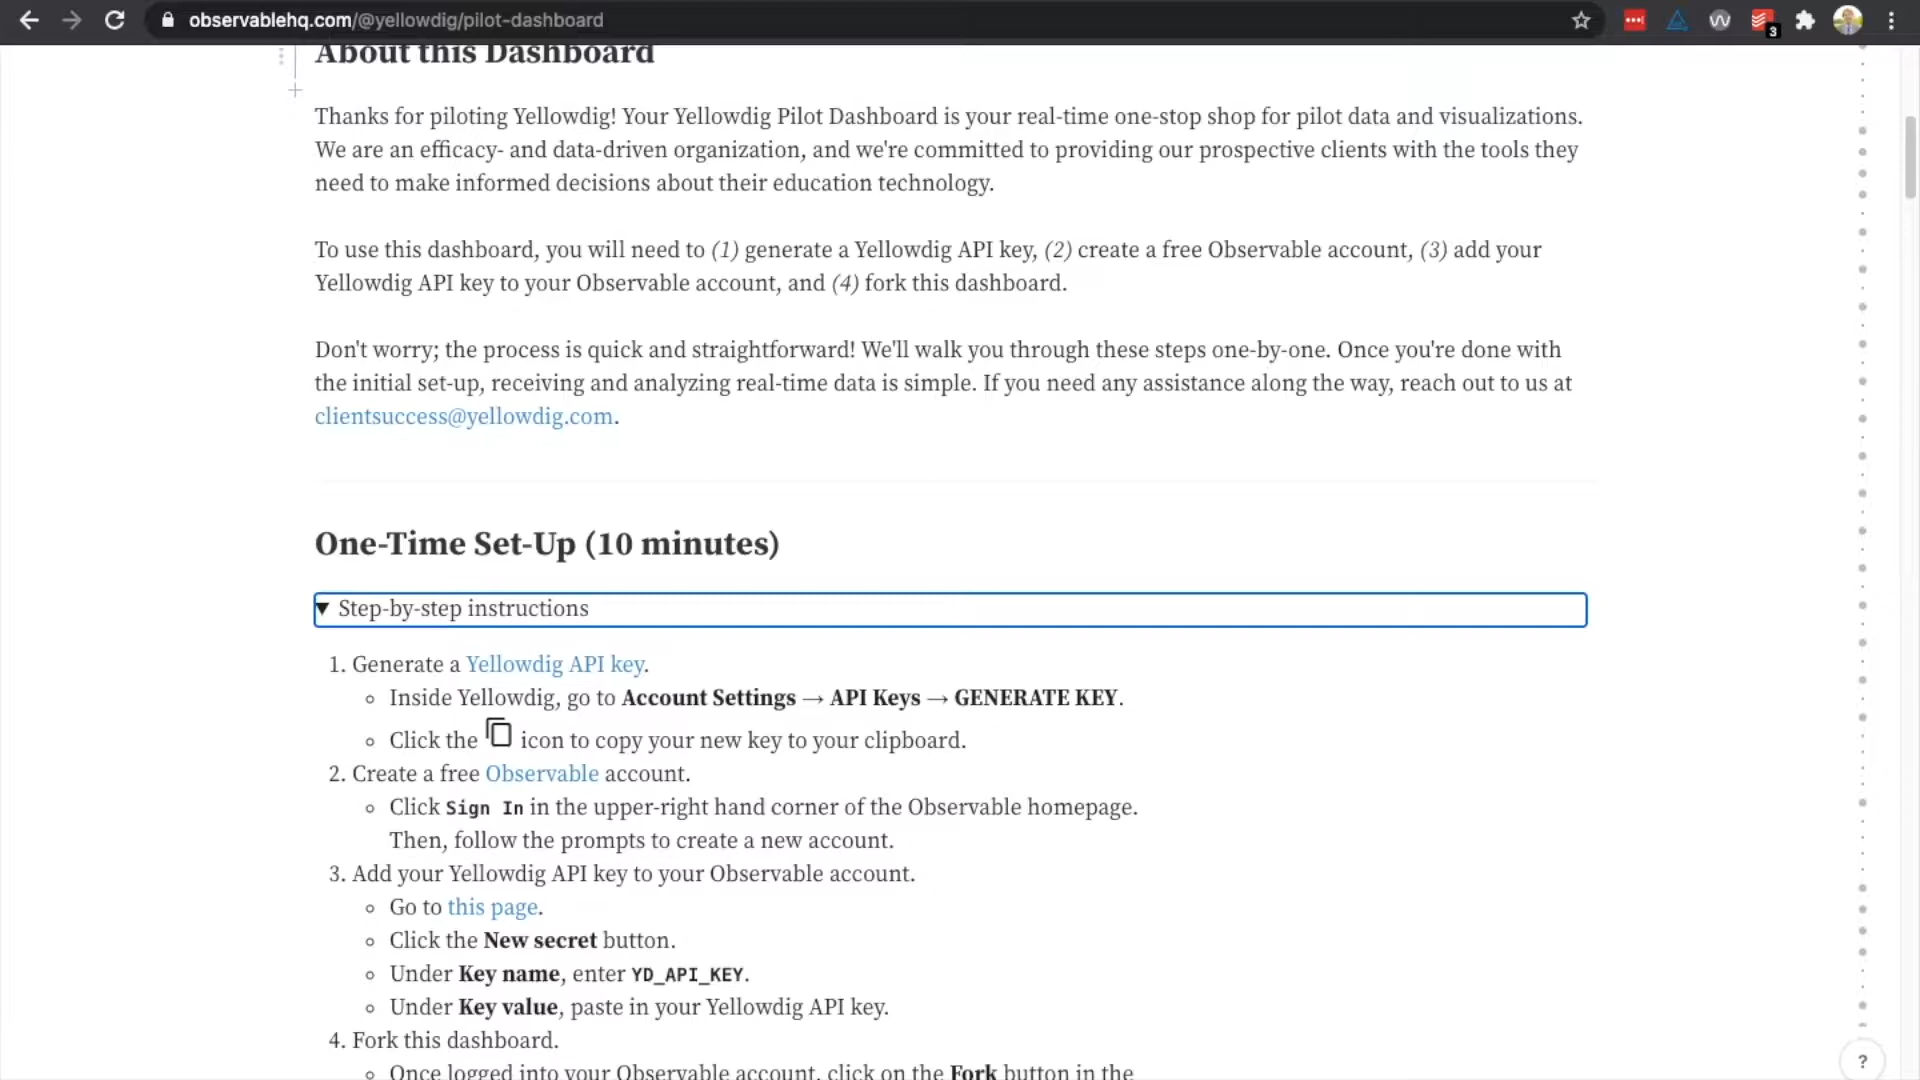 observablehq.com/@yellowdig/pilot-dashboard
3
About this Dashboard
Thanks for piloting Yellowdig! Your Yellowdig Pilot Dashboard is your real-time one-stop shop for pilot data and visualizations.
We are an efficacy- and data-driven organization, and we're committed to providing our prospective clients with the tools they
need to make informed decisions about their education technology.
To use this dashboard, you will need to (1) generate a Yellowdig API key, (2) create a free Observable account, (3) add your
Yellowdig API key to your Observable account, and (4) fork this dashboard.
Don't worry; the process is quick and straightforward! We'll walk you through these steps one-by-one. Once you're done with
the initial set-up, receiving and analyzing real-time data is simple. If you need any assistance along the way, reach out to us at
clientsuccess@yellowdig.com.
One-Time Set-Up (10 minutes)
▼ Step-by-step instructions
1. Generate a Yellowdig API key.
◦ Inside Yellowdig, go to Account Settings → API Keys → GENERATE KEY.
◦ Click the icon to copy your new key to your clipboard.
2. Create a free Observable account.
◦ Click Sign In in the upper-right hand corner of the Observable homepage.
Then, follow the prompts to create a new account.
3. Add your Yellowdig API key to your Observable account.
◦ Go to this page.
◦ Click the New secret button.
◦ Under Key name, enter YD_API_KEY.
◦ Under Key value, paste in your Yellowdig API key.
4. Fork this dashboard.
◦ Once logged into your Observable account, click on the Fork button in the
?